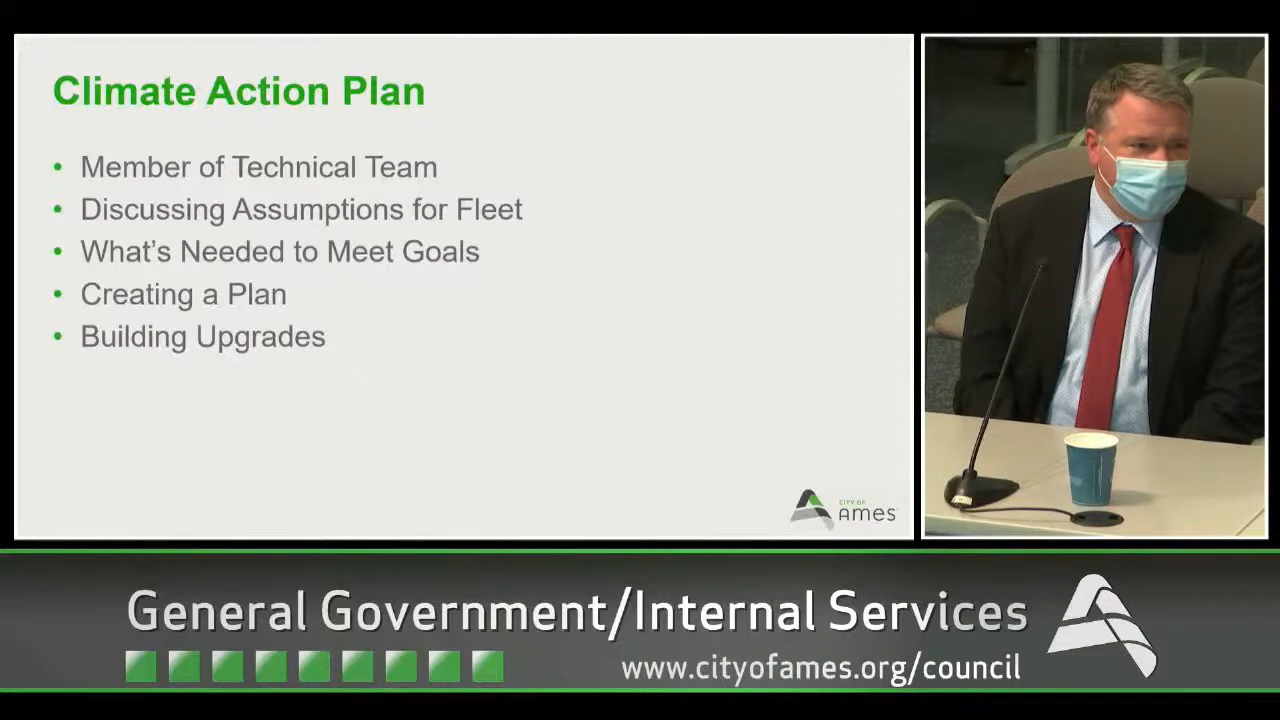 Climate Action Plan
• Member of Technical Team
• Discussing Assumptions for Fleet
• What's Needed to Meet Goals
• Creating a Plan
• Building Upgrades
CITY OF
AMES
General Government/Internal Services
www.cityofames.org/council